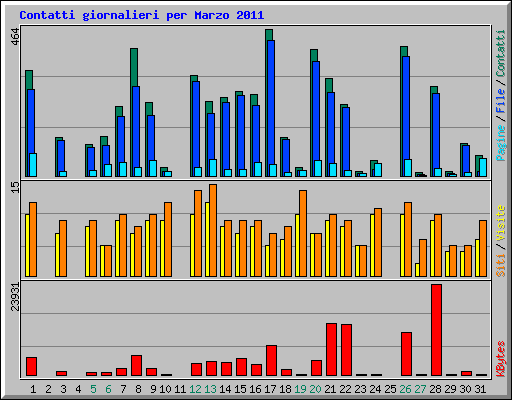 Contatti giornalieri per Marzo 2011
464
Pagine / File / Contatti
15
Siti / Visite
23931
KBytes
1 2 3 4 5 6 7 8 9 10 11 12 13 14 15 16 17 18 19 20 21 22 23 24 25 26 27 28 29 30 31